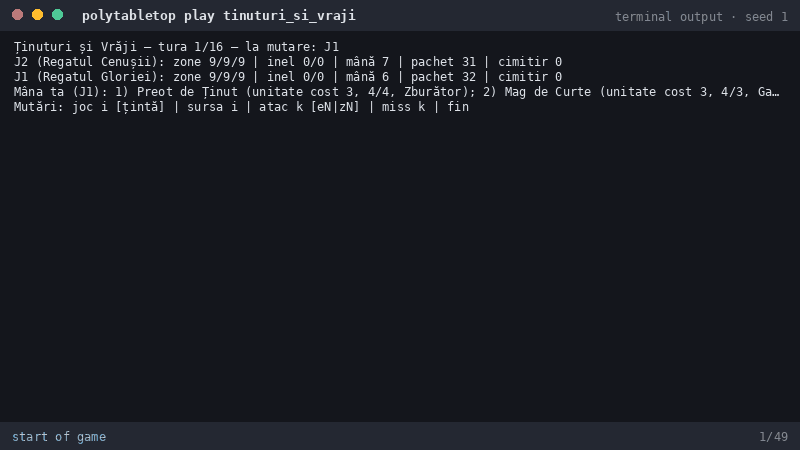 polytabletop play tinuturi_si_vraji
terminal output · seed 1
Ținuturi și Vrăji — tura 1/16 — la mutare: J1
J2 (Regatul Cenușii): zone 9/9/9 | inel 0/0 | mână 7 | pachet 31 | cimitir 0
J1 (Regatul Gloriei): zone 9/9/9 | inel 0/0 | mână 6 | pachet 32 | cimitir 0
Mâna ta (J1): 1) Preot de Ținut (unitate cost 3, 4/4, Zburător); 2) Mag de Curte (unitate cost 3, 4/3, Ga…
Mutări: joc i [țintă] | sursa i | atac k [eN|zN] | miss k | fin
start of game
1/49